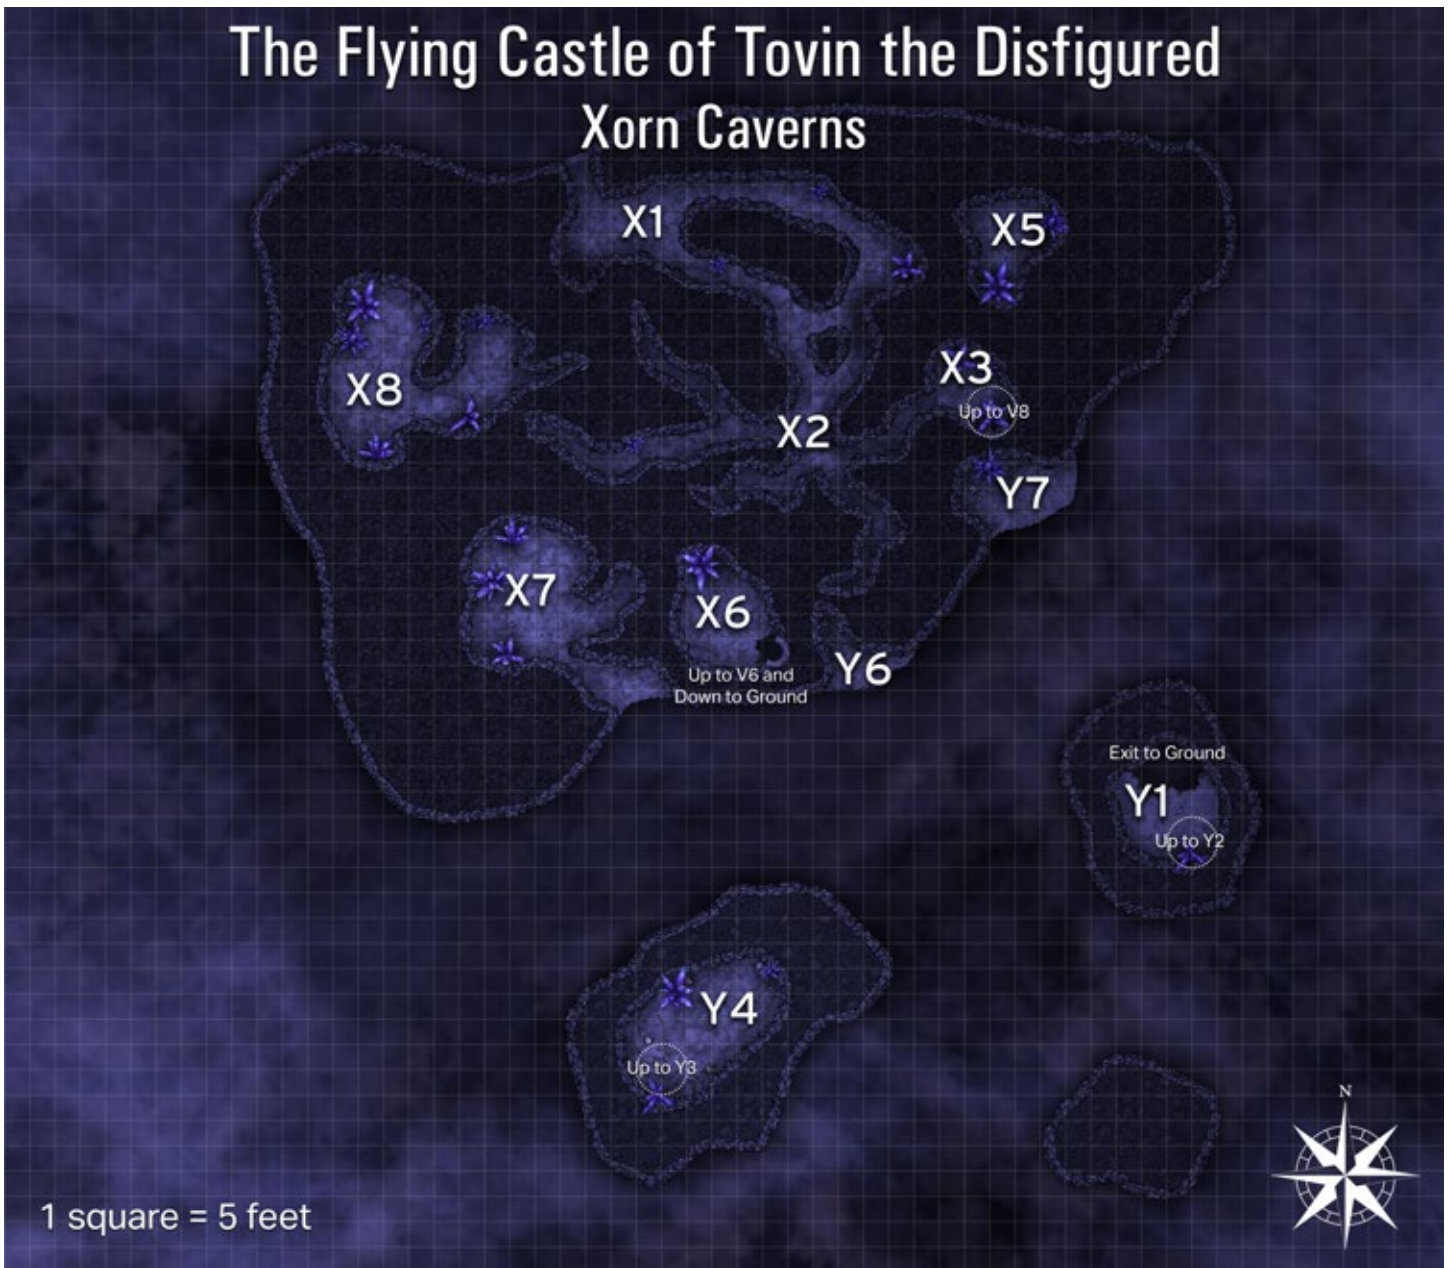 The Flying Castle of Tovin the Disfigured
Xorn Caverns
X1
X5
X3
X8
Up to V8
X2
Y7
X7
X6
Y6
Up to V6 and
Down to Ground
Exit to Ground
Y1
Up to Y2
Y4
Up to Y3
N
1 square = 5 feet